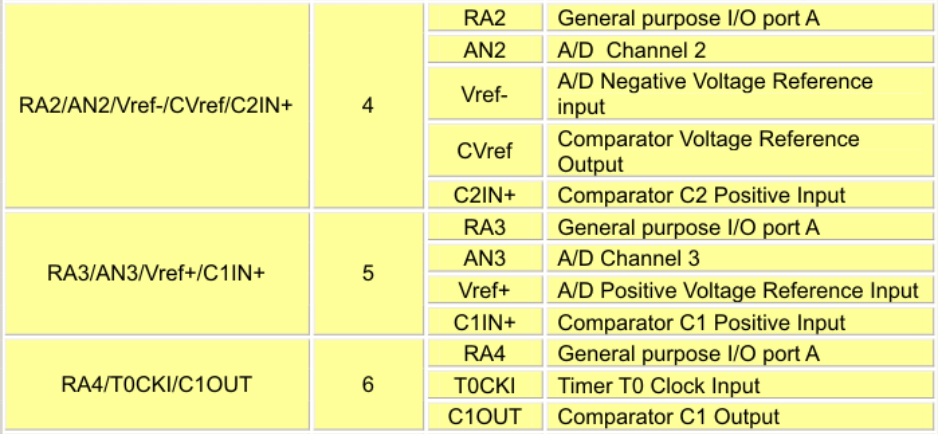 RA2/AN2/Vref-/CVref/C2IN+ 4
RA2 General purpose I/O port A
AN2 A/D Channel 2
Vref- A/D Negative Voltage Reference
input
CVref Comparator Voltage Reference
Output
C2IN+ Comparator C2 Positive Input
RA3/AN3/Vref+/C1IN+ 5
RA3 General purpose I/O port A
AN3 A/D Channel 3
Vref+ A/D Positive Voltage Reference Input
C1IN+ Comparator C1 Positive Input
RA4/T0CKI/C1OUT 6
RA4 General purpose I/O port A
T0CKI Timer T0 Clock Input
C1OUT Comparator C1 Output